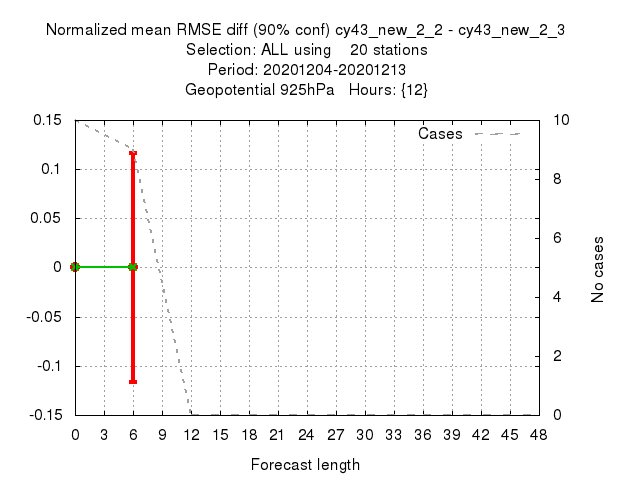 Normalized mean RMSE diff (90% conf) cy43_new_2_2 - cy43_new_2_3
Selection: ALL using    20 stations
Period: 20201204-20201213
Geopotential 925hPa   Hours: {12}
Cases
0.15
0.1
0.05
0
-0.05
-0.1
-0.15
10
8
6
4
2
0
No cases
0 3 6 9 12 15 18 21 24 27 30 33 36 39 42 45 48
Forecast length